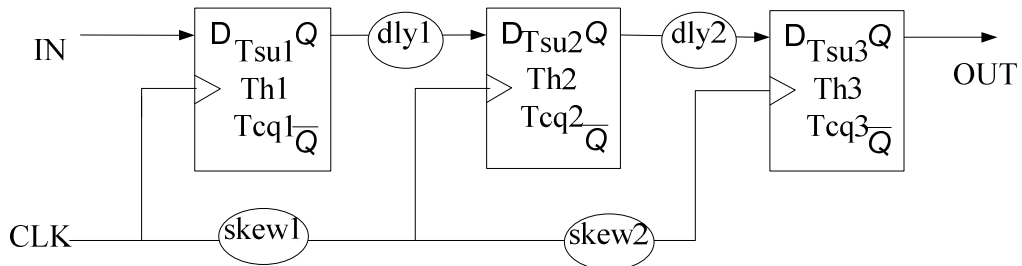 IN
D Tsu1 Q
Th1
Tcq1 Q
dly1
D Tsu2 Q
Th2
Tcq2 Q
dly2
D Tsu3 Q
Th3
Tcq3 Q
OUT
CLK
skew1
skew2